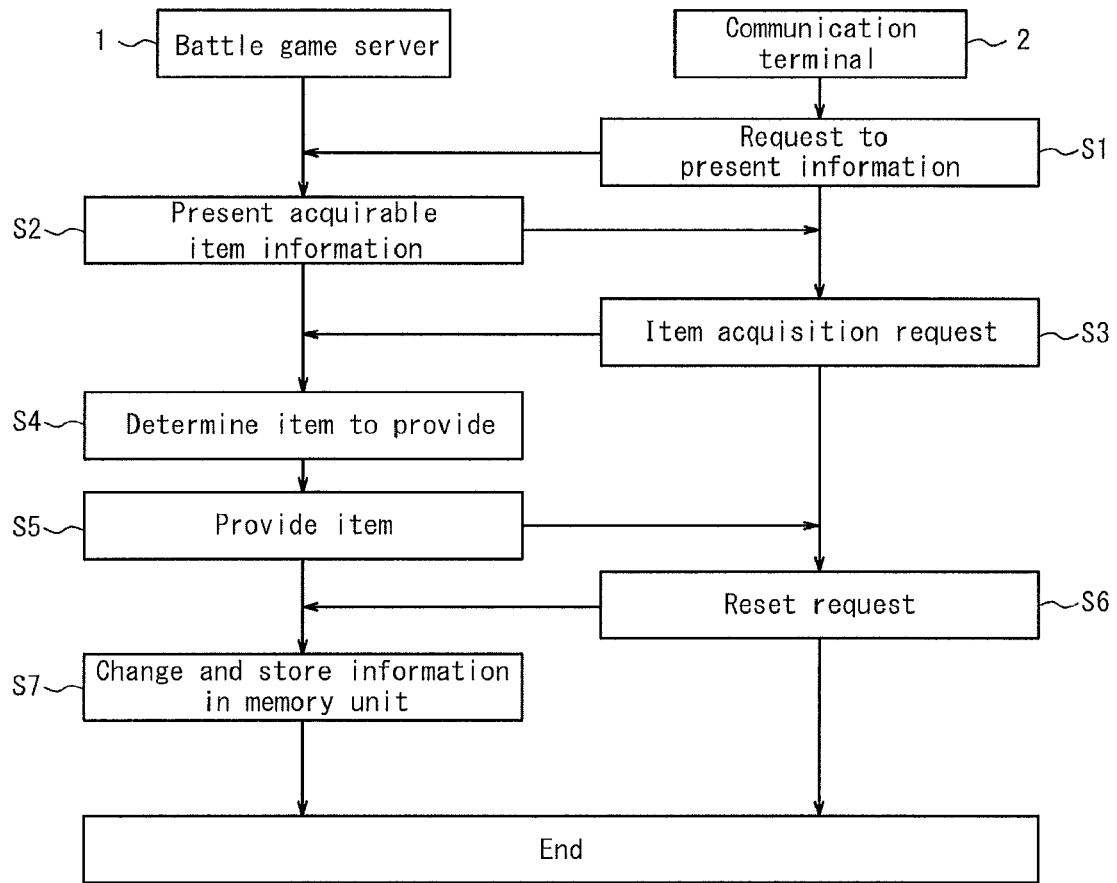 1
Battle game server
Communication
terminal
2
Request to
present information
S1
S2
Present acquirable
item information
Item acquisition request
S3
S4
Determine item to provide
S5
Provide item
Reset request
S6
S7
Change and store information
in memory unit
End